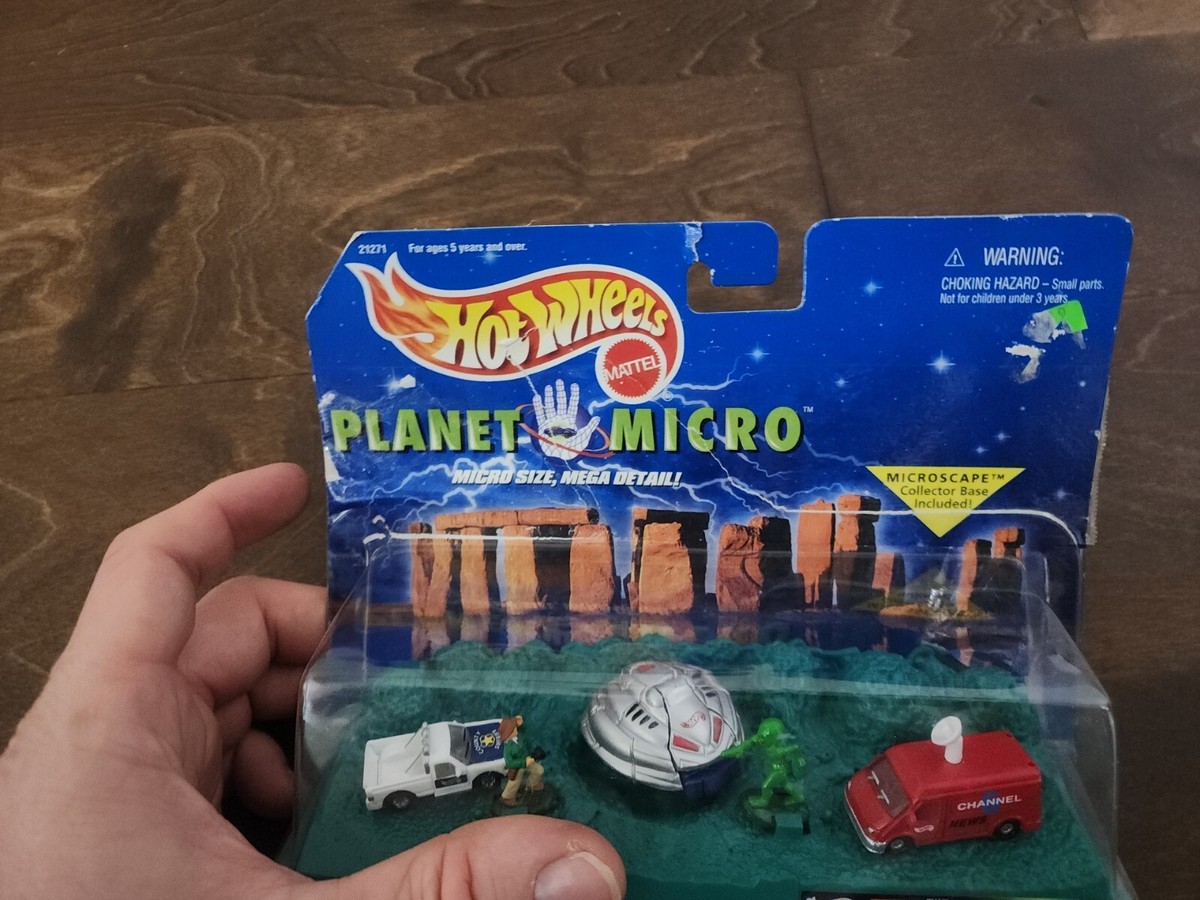 21271 For ages 5 years and over.
WARNING:
CHOKING HAZARD – Small parts.
Not for children under 3 years.
HOT WHEELS
MATTEL
PLANET MICRO™
MICRO SIZE, MEGA DETAIL!
MICROSCAPE™
Collector Base
Included!
CHANNEL
NEWS